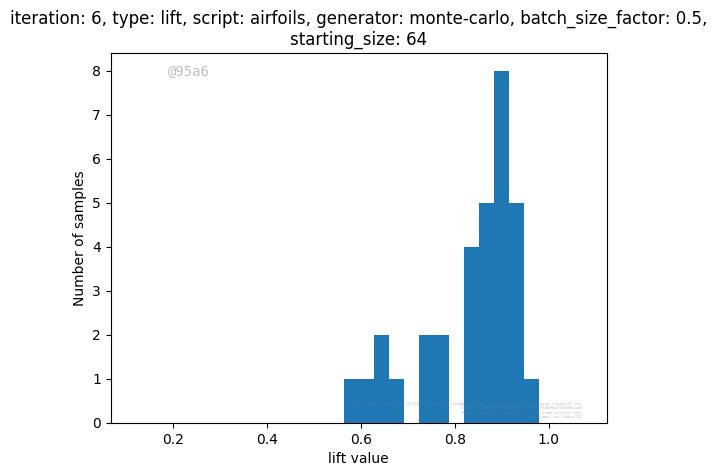 iteration: 6, type: lift, script: airfoils, generator: monte-carlo, batch_size_factor: 0.5,
starting_size: 64
@95a6
8
7
6
5
4
3
2
1
0
Number of samples
0.2 0.4 0.6 0.8 1.0
lift value